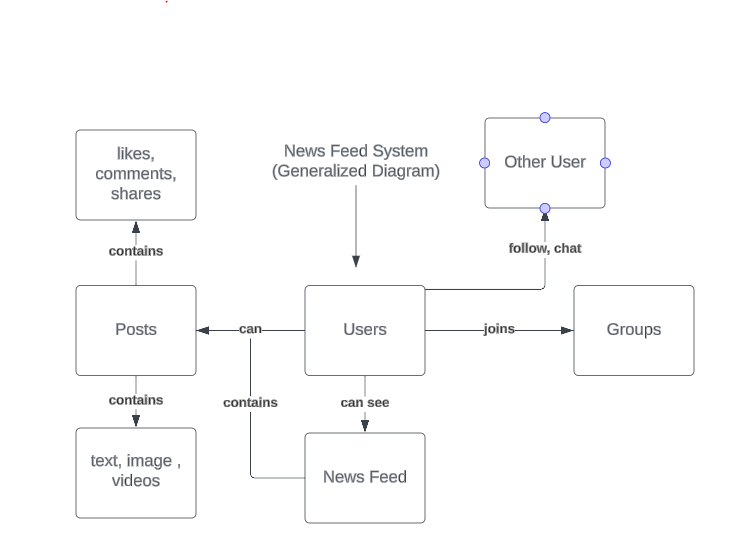 likes,
comments,
shares
News Feed System
(Generalized Diagram)
Other User
contains
follow, chat
Posts
can
Users
joins
Groups
contains
contains
can see
text, image ,
videos
News Feed